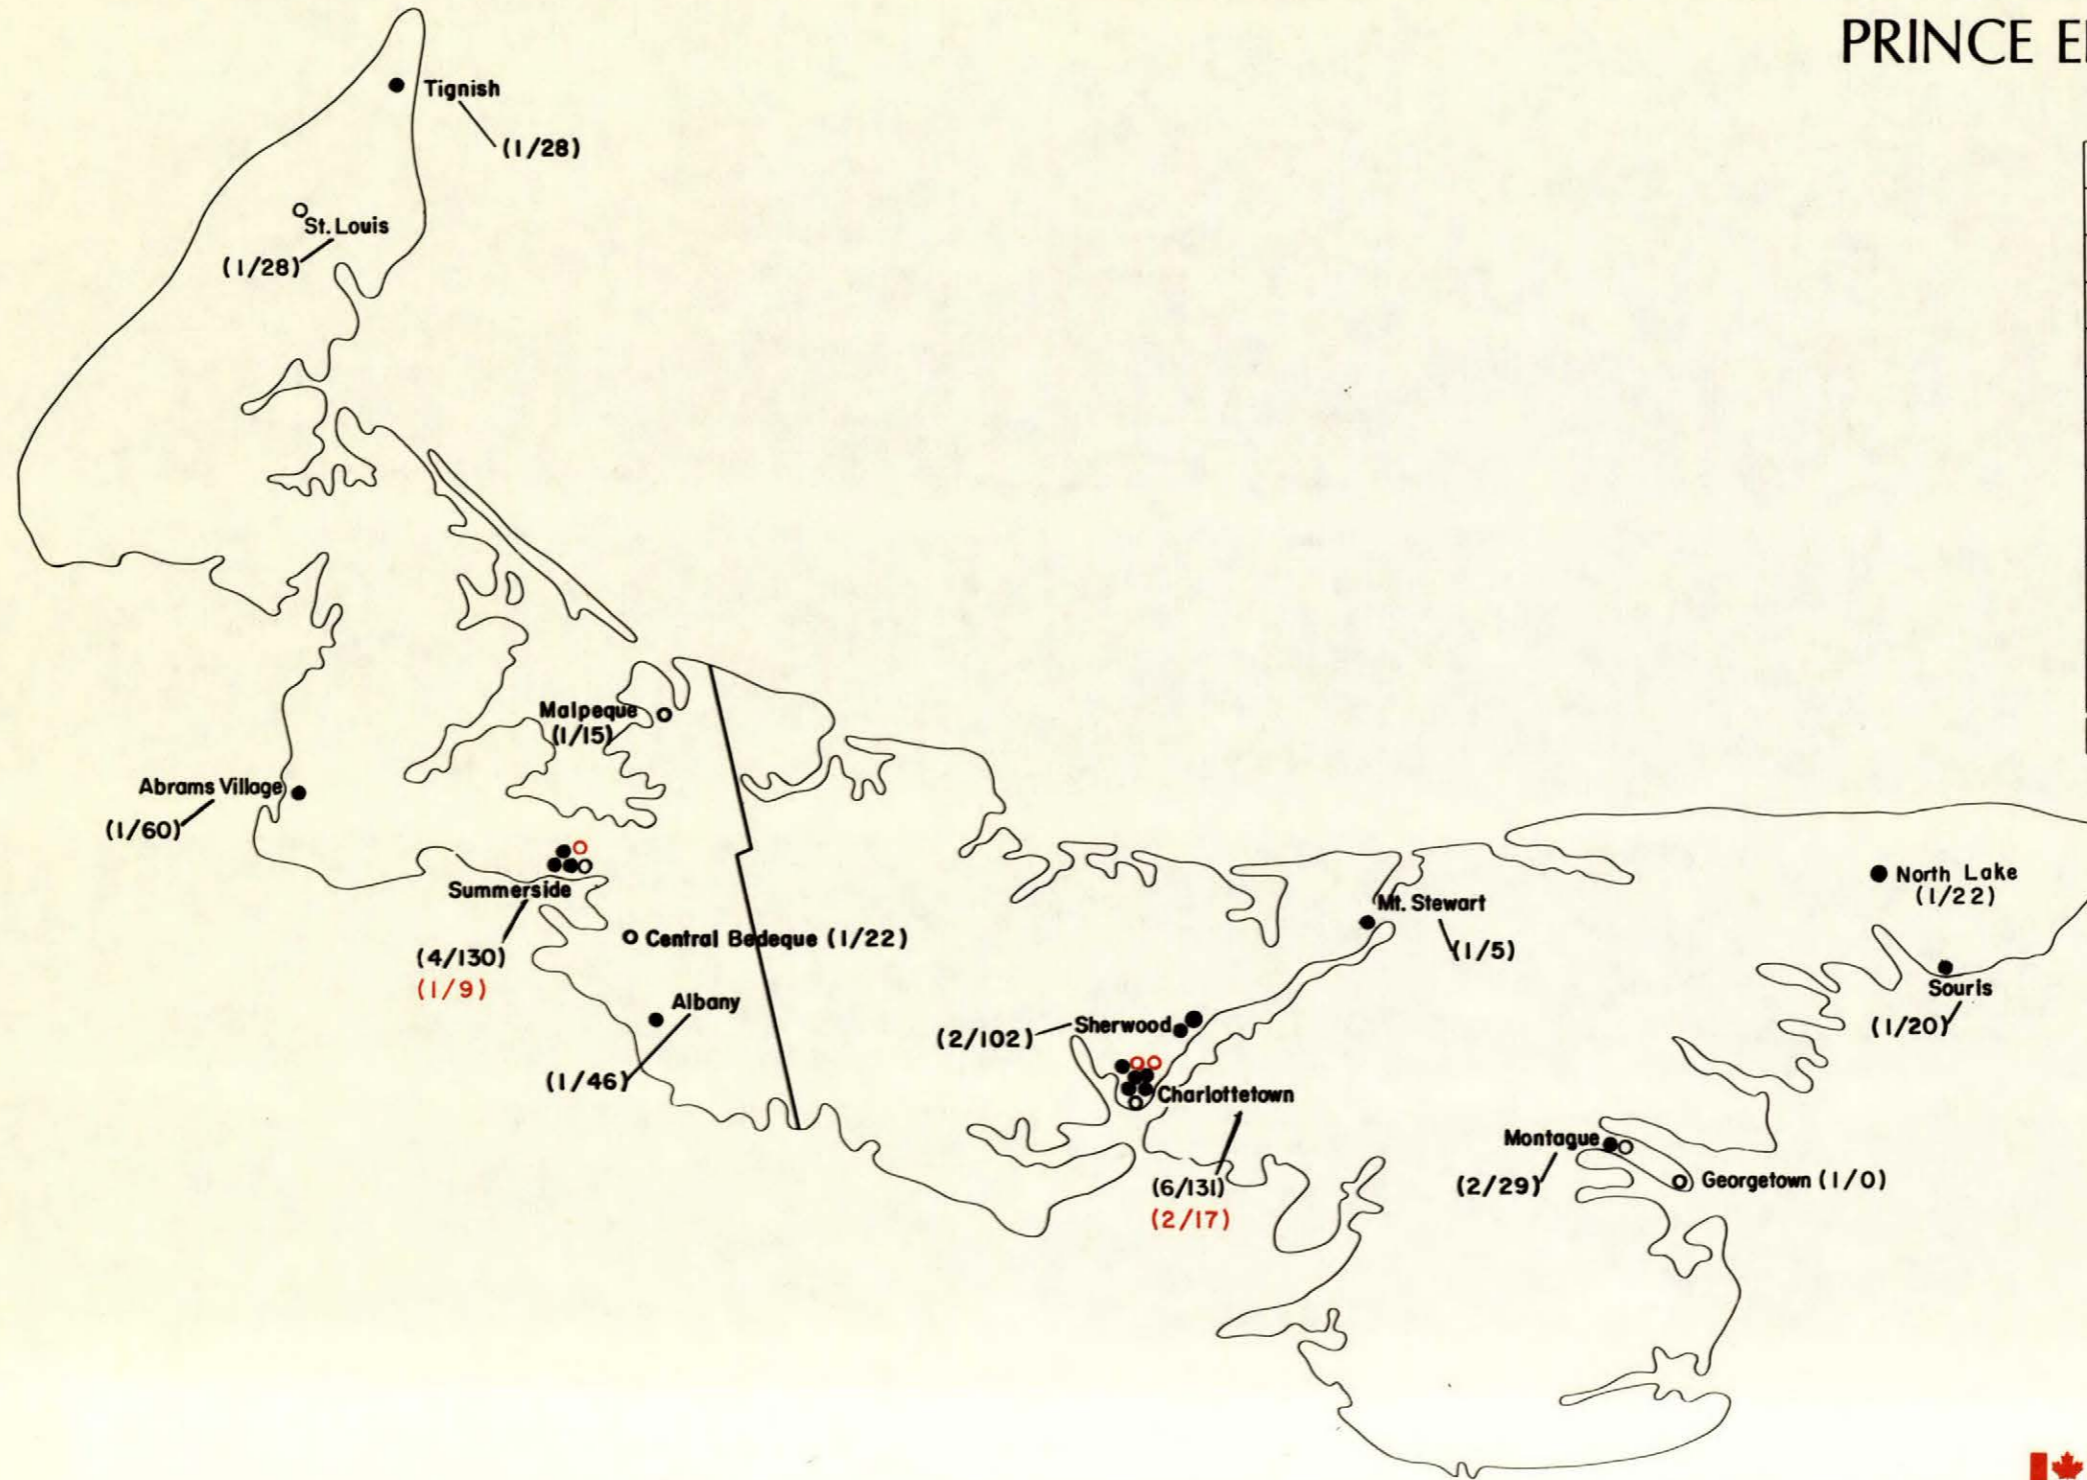 PRINCE E
Tignish
(1/28)
St. Louis
(1/28)
Malpeque
(1/15)
Abrams Village
(1/60)
Summerside
(4/130)
(1/9)
Central Bedeque (1/22)
Albany
(1/46)
North Lake
(1/22)
Mt. Stewart
(1/5)
Souris
(1/20)
Sherwood
(2/102)
Charlottetown
(6/131)
(2/17)
Montague
(2/29)
Georgetown (1/0)